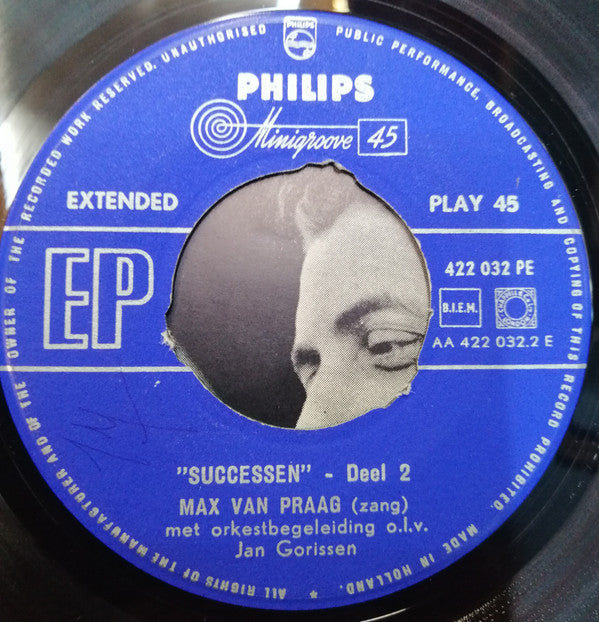 ALL RIGHTS OF THE MANUFACTURER AND OF THE OWNER OF THE RECORDED WORK RESERVED. UNAUTHORISED PUBLIC PERFORMANCE, BROADCASTING AND COPYING OF THIS RECORD PROHIBITED. MADE IN HOLLAND. *
PHILIPS
PHILIPS
Minigroove 45
EXTENDED PLAY 45
EP
422 032 PE
B.I.E.M.
AA 422 032.2 E
"SUCCESSEN" - Deel 2
MAX VAN PRAAG (zang)
met orkestbegeleiding o.l.v.
Jan Gorissen